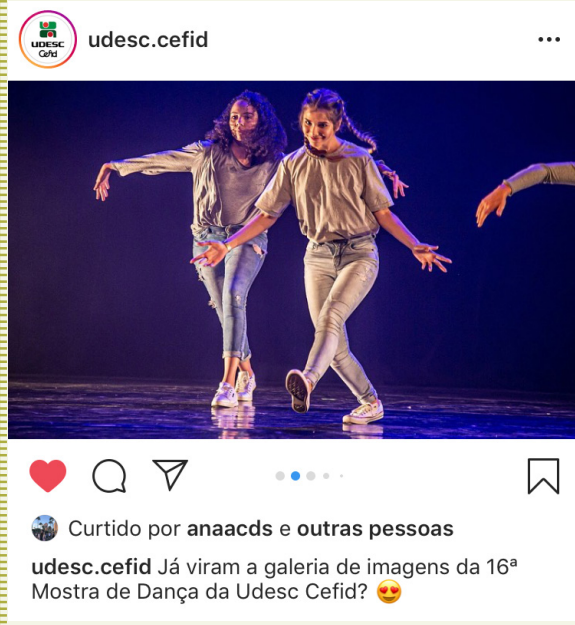 UDESC
Cefid
udesc.cefid
Curtido por anaacds e outras pessoas
udesc.cefid Já viram a galeria de imagens da 16ª
Mostra de Dança da Udesc Cefid? 😍